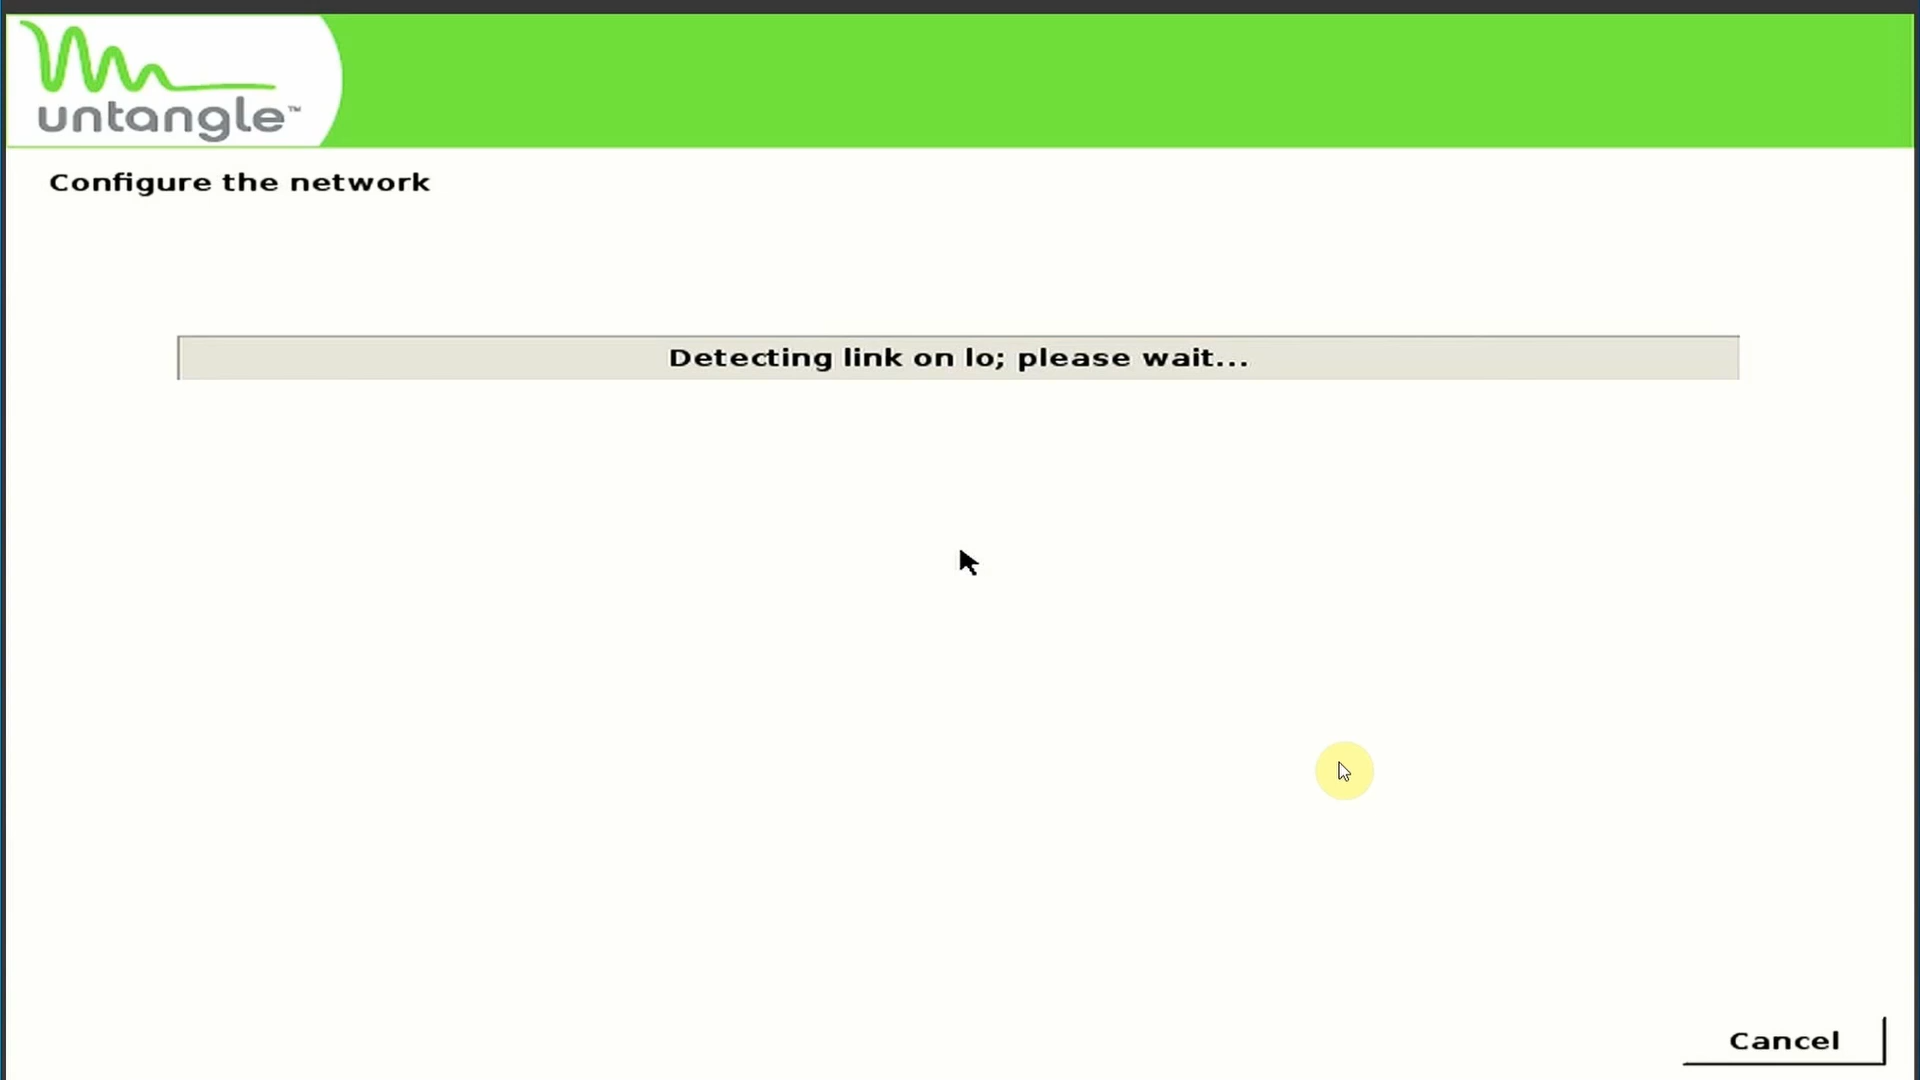 untangle™
Configure the network
Detecting link on lo; please wait...
Cancel